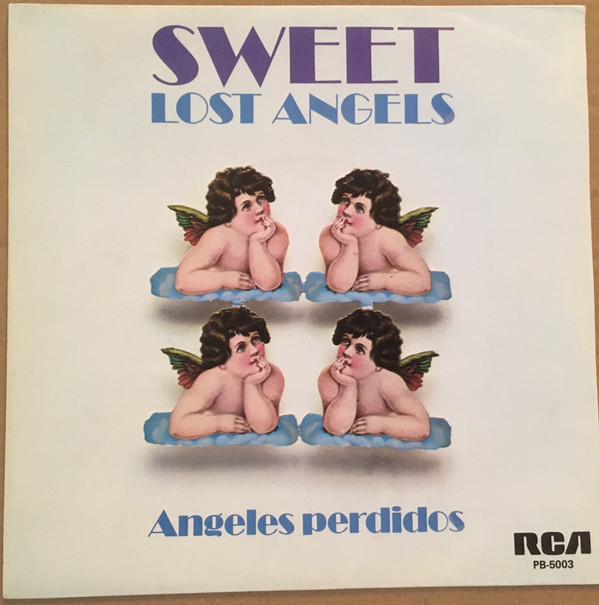 SWEET
LOST ANGELS
Angeles perdidos
RCA
PB-5003